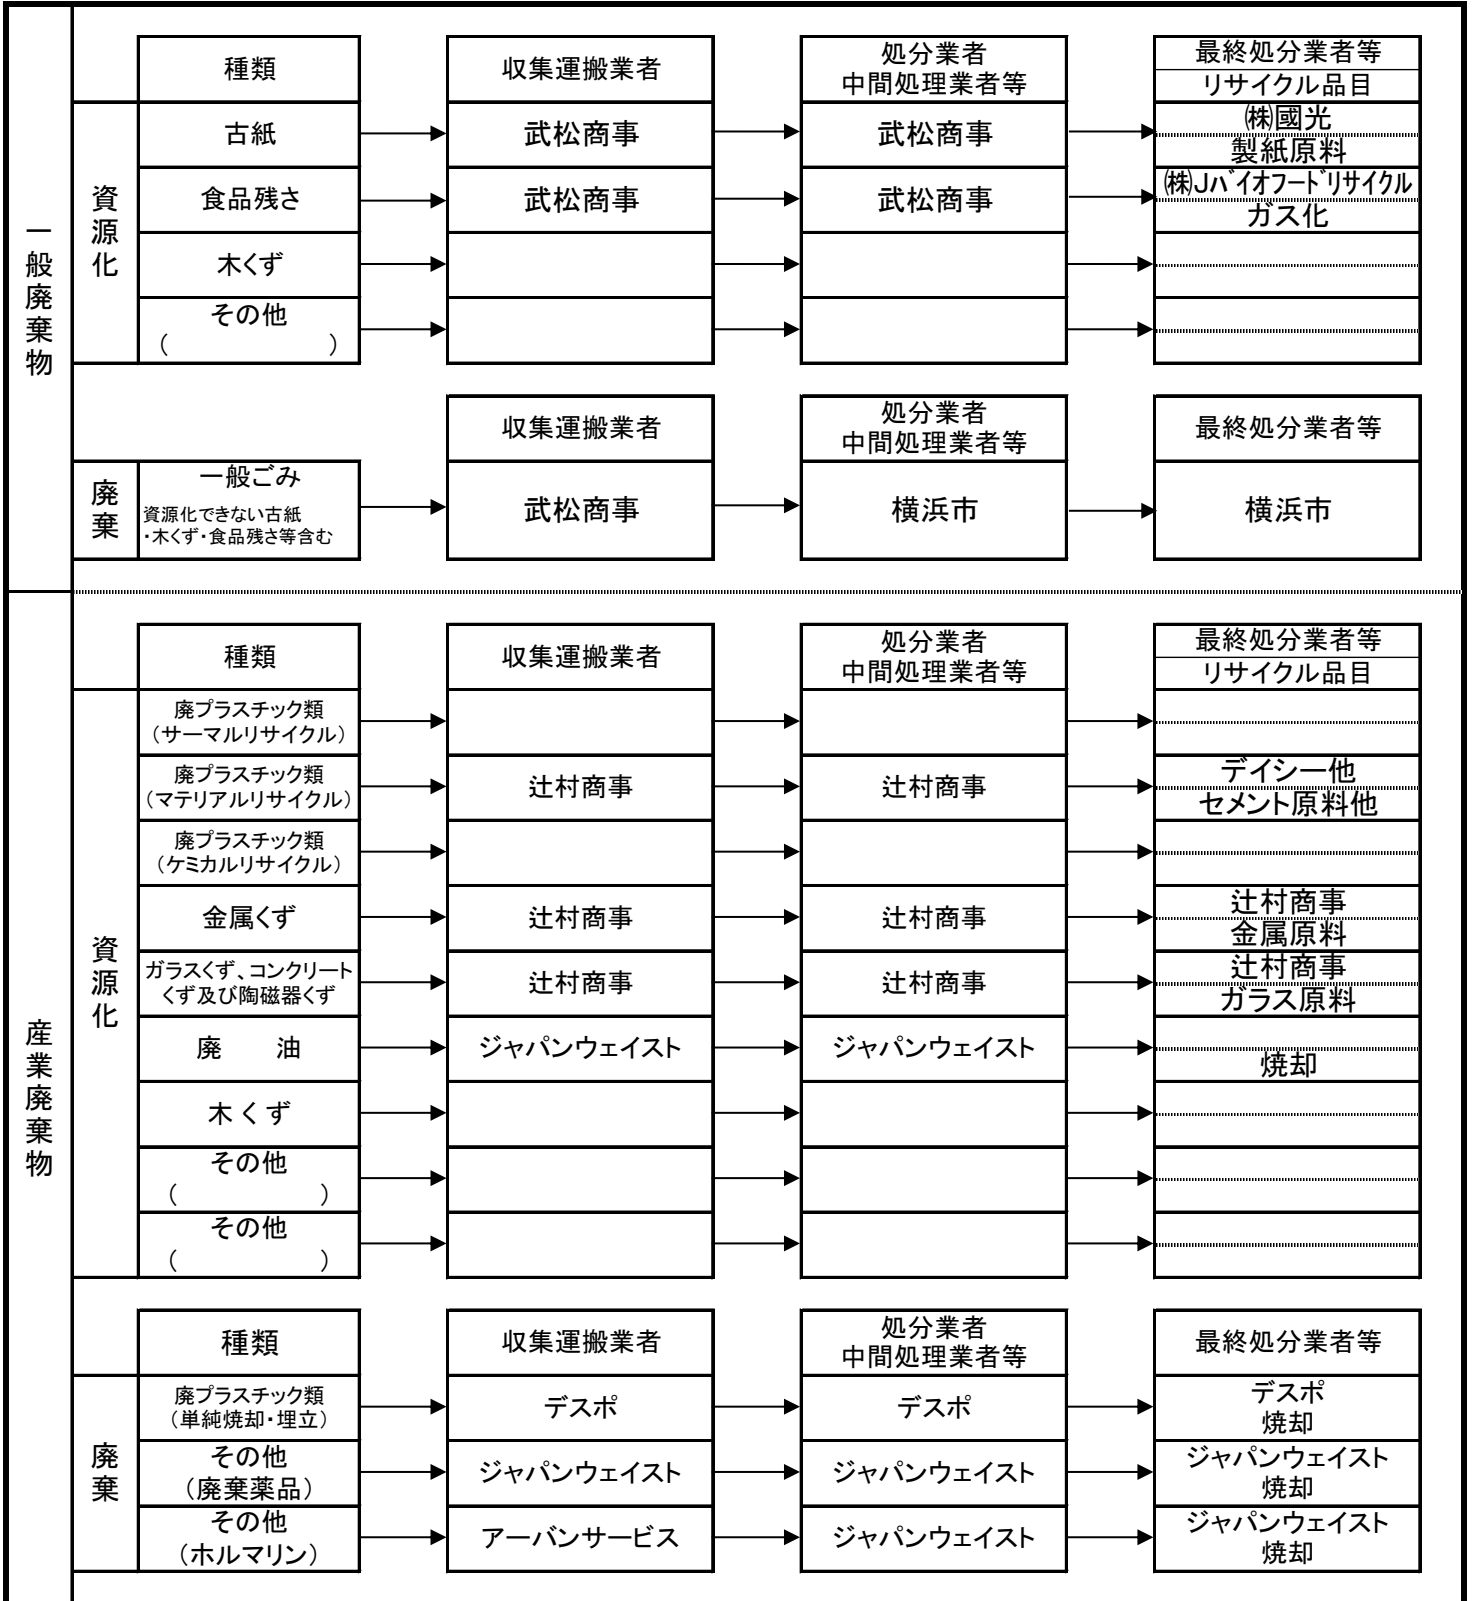 一般廃棄物
種類
収集運搬業者
処分業者
中間処理業者等
最終処分業者等
リサイクル品目
資源化
古紙
武松商事
武松商事
㈱國光
製紙原料
食品残さ
武松商事
武松商事
㈱Jバイオフードリサイクル
ガス化
木くず
その他
（　　　　　　）
収集運搬業者
処分業者
中間処理業者等
最終処分業者等
廃棄
一般ごみ
資源化できない古紙
・木くず・食品残さ等含む
武松商事
横浜市
横浜市
産業廃棄物
種類
収集運搬業者
処分業者
中間処理業者等
最終処分業者等
リサイクル品目
資源化
廃プラスチック類
（サーマルリサイクル）
廃プラスチック類
（マテリアルリサイクル）
辻村商事
辻村商事
デイシー他
セメント原料他
廃プラスチック類
（ケミカルリサイクル）
金属くず
辻村商事
辻村商事
辻村商事
金属原料
ガラスくず、コンクリート
くず及び陶磁器くず
辻村商事
辻村商事
辻村商事
ガラス原料
廃　油
ジャパンウェイスト
ジャパンウェイスト
焼却
木くず
その他
（　　　　　　）
その他
（　　　　　　）
種類
収集運搬業者
処分業者
中間処理業者等
最終処分業者等
廃棄
廃プラスチック類
（単純焼却・埋立）
デスポ
デスポ
デスポ
焼却
その他
（廃棄薬品）
ジャパンウェイスト
ジャパンウェイスト
ジャパンウェイスト
焼却
その他
（ホルマリン）
アーバンサービス
ジャパンウェイスト
ジャパンウェイスト
焼却